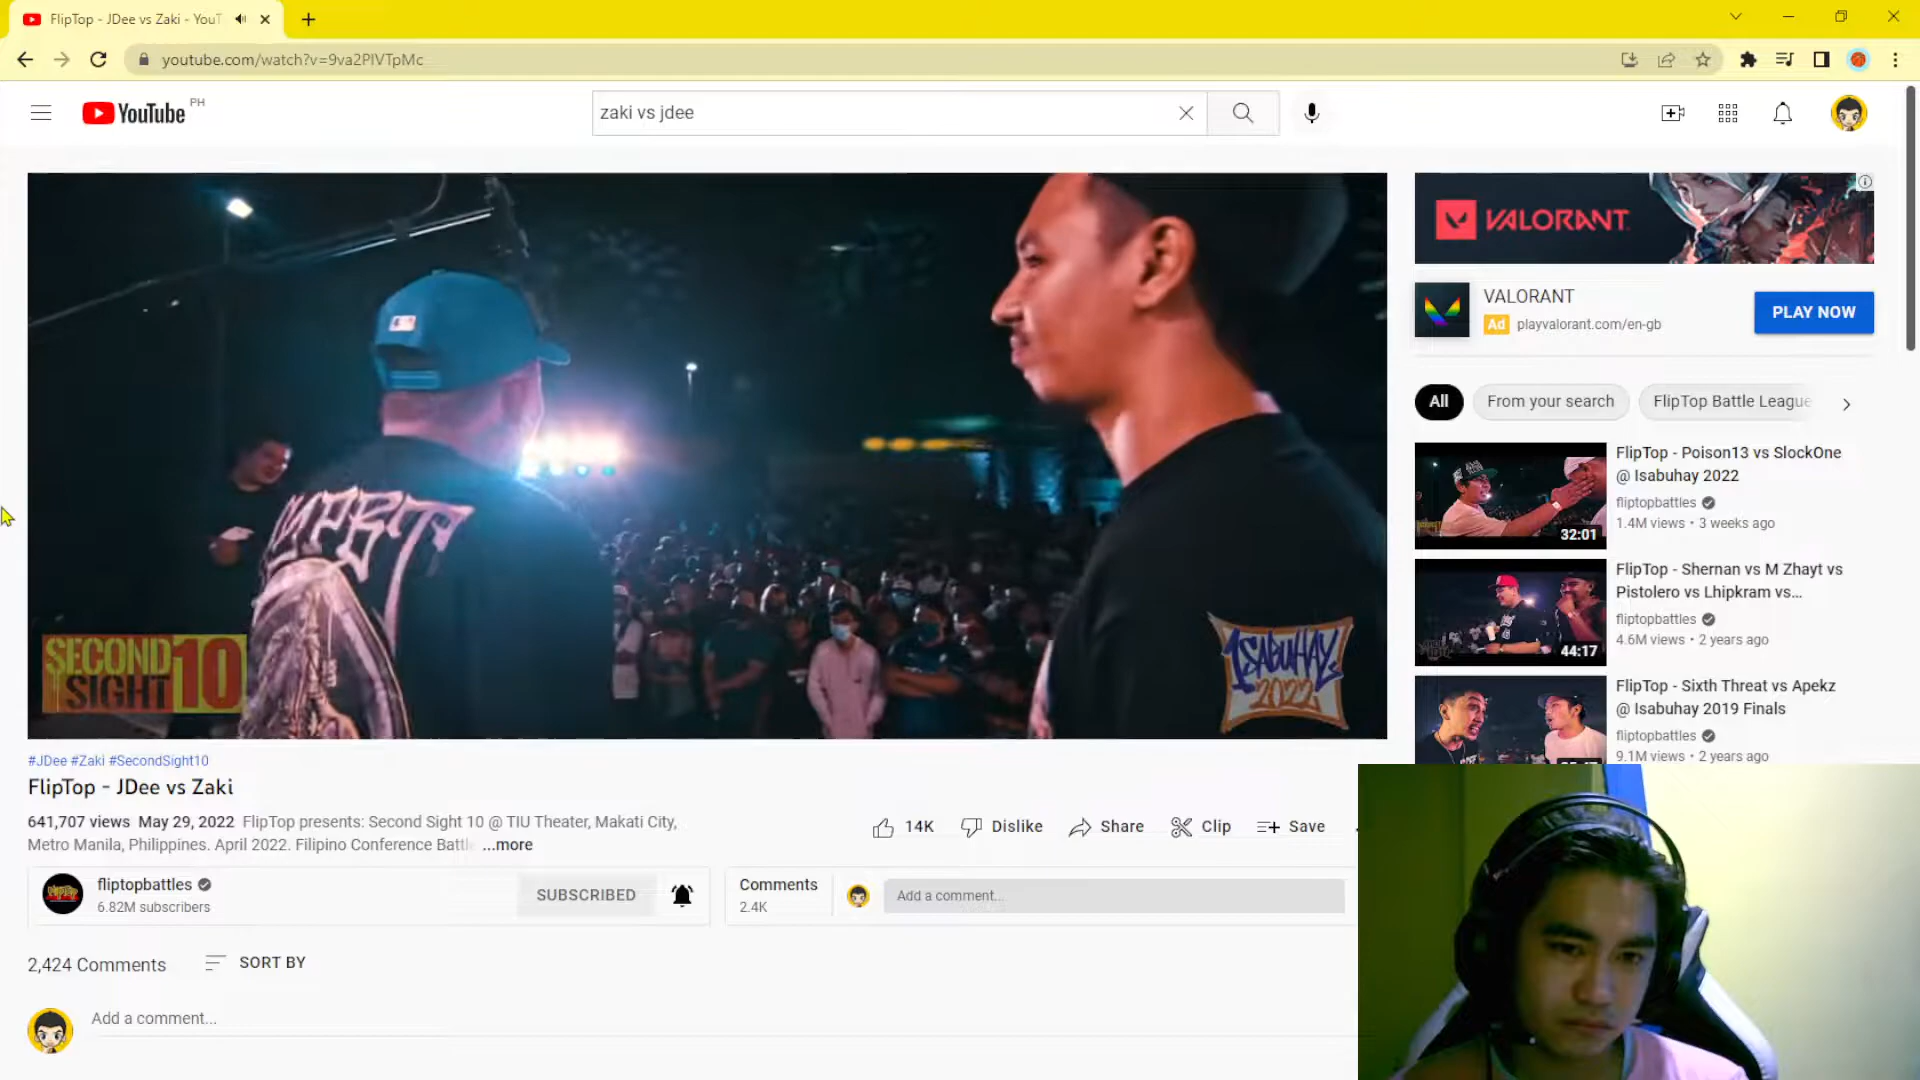 FlipTop - JDee vs Zaki - YouT
youtube.com/watch?v=9va2PIVTpMc
YouTube PH
zaki vs jdee
VALORANT
VALORANT
Ad playvalorant.com/en-gb
PLAY NOW
All
From your search
FlipTop Battle League
SECOND
SIGHT 10
ISABUHAY
2022
32:01
FlipTop - Poison13 vs SlockOne
@ Isabuhay 2022
fliptopbattles
1.4M views • 3 weeks ago
44:17
FlipTop - Shernan vs M Zhayt vs
Pistolero vs Lhipkram vs...
fliptopbattles
4.6M views • 2 years ago
FlipTop - Sixth Threat vs Apekz
@ Isabuhay 2019 Finals
fliptopbattles
9.1M views • 2 years ago
#JDee #Zaki #SecondSight10
FlipTop - JDee vs Zaki
641,707 views May 29, 2022 FlipTop presents: Second Sight 10 @ TIU Theater, Makati City,
Metro Manila, Philippines. April 2022. Filipino Conference Battl ...more
14K
Dislike
Share
Clip
Save
fliptopbattles
6.82M subscribers
SUBSCRIBED
Comments
2.4K
Add a comment...
2,424 Comments
SORT BY
Add a comment...